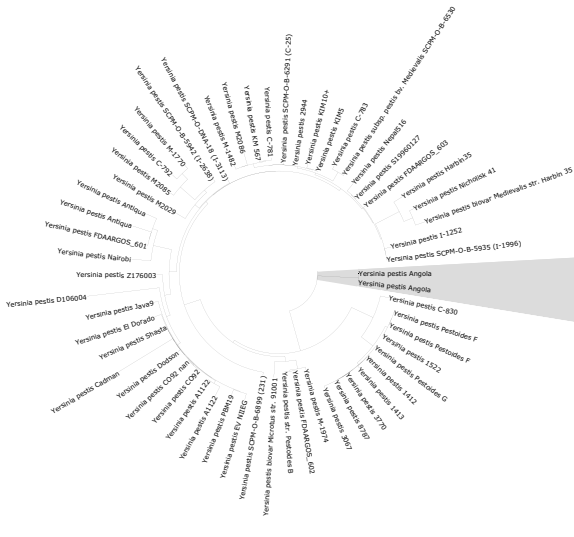 Yersinia pestis SCPM-O-B-6291 (C-25)
Yersinia pestis 2944
Yersinia pestis KIM10+
Yersinia pestis KIM5
Yersinia pestis C-783
Yersinia pestis subsp. pestis bv. Medievalis SCPM-O-B-6530
Yersinia pestis Nepal516
Yersinia pestis S19960127
Yersinia pestis FDAARGOS_603
Yersinia pestis Harbin35
Yersinia pestis Nicholisk 41
Yersinia pestis biovar Medievalis str. Harbin 35
Yersinia pestis I-1252
Yersinia pestis SCPM-O-B-5935 (I-1996)
Yersinia pestis Angola
Yersinia pestis Angola
Yersinia pestis C-830
Yersinia pestis Pestoides F
Yersinia pestis Pestoides F
Yersinia pestis 1522
Yersinia pestis Pestoides G
Yersinia pestis 1412
Yersinia pestis 1413
Yersinia pestis 3770
Yersinia pestis 8787
Yersinia pestis 3067
Yersinia pestis M-1974
Yersinia pestis FDAARGOS_602
Yersinia pestis str. Pestoides B
Yersinia pestis biovar Microtus str. 91001
Yersinia pestis SCPM-O-B-6899 (231)
Yersinia pestis EV NIIEG
Yersinia pestis PBM19
Yersinia pestis A1122
Yersinia pestis A1122
Yersinia pestis CO92
Yersinia pestis CO92_nan
Yersinia pestis Dodson
Yersinia pestis Cadman
Yersinia pestis Shasta
Yersinia pestis El Dorado
Yersinia pestis Java9
Yersinia pestis D106004
Yersinia pestis Z176003
Yersinia pestis Nairobi
Yersinia pestis FDAARGOS_601
Yersinia pestis Antiqua
Yersinia pestis Antiqua
Yersinia pestis M2029
Yersinia pestis M2085
Yersinia pestis C-792
Yersinia pestis M-1770
Yersinia pestis SCPM-O-B-5942 (I-2638)
Yersinia pestis SCPM-O-DNA-18 (I-3113)
Yersinia pestis M-1482
Yersinia pestis M2086
Yersinia pestis KM 567
Yersinia pestis C-781